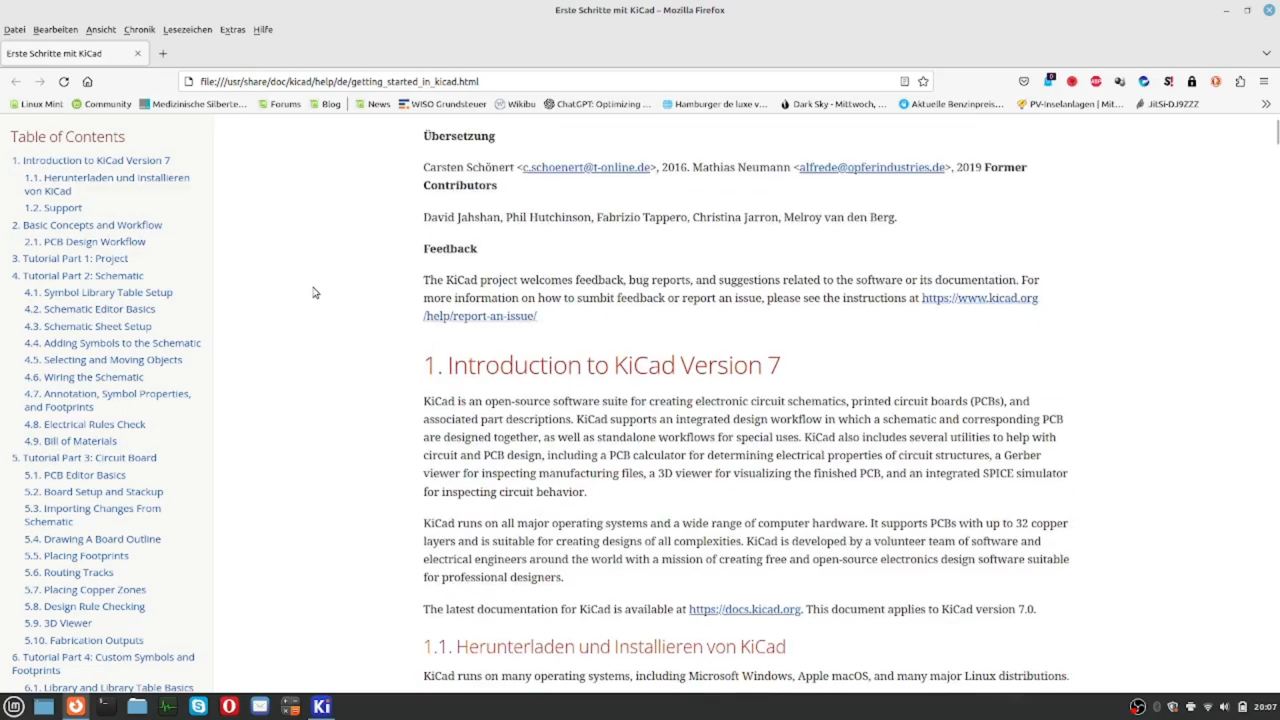 Erste Schritte mit KiCad – Mozilla Firefox
Datei Bearbeiten Ansicht Chronik Lesezeichen Extras Hilfe
Erste Schritte mit KiCad
file:///usr/share/doc/kicad/help/de/getting_started_in_kicad.html
Linux Mint Community Medizinische Silberte... Forums Blog News WISO Grundsteuer Wikibu ChatGPT: Optimizing ... Hamburger de luxe v... Dark Sky - Mittwoch, ... Aktuelle Benzinpreis... PV-Inselanlagen | Mit... JitSi-DJ9ZZZ
Table of Contents
1. Introduction to KiCad Version 7
1.1. Herunterladen und Installieren
von KiCad
1.2. Support
2. Basic Concepts and Workflow
2.1. PCB Design Workflow
3. Tutorial Part 1: Project
4. Tutorial Part 2: Schematic
4.1. Symbol Library Table Setup
4.2. Schematic Editor Basics
4.3. Schematic Sheet Setup
4.4. Adding Symbols to the Schematic
4.5. Selecting and Moving Objects
4.6. Wiring the Schematic
4.7. Annotation, Symbol Properties,
and Footprints
4.8. Electrical Rules Check
4.9. Bill of Materials
5. Tutorial Part 3: Circuit Board
5.1. PCB Editor Basics
5.2. Board Setup and Stackup
5.3. Importing Changes From
Schematic
5.4. Drawing A Board Outline
5.5. Placing Footprints
5.6. Routing Tracks
5.7. Placing Copper Zones
5.8. Design Rule Checking
5.9. 3D Viewer
5.10. Fabrication Outputs
6. Tutorial Part 4: Custom Symbols and
Footprints
6.1. Library and Library Table Basics
Übersetzung
Carsten Schönert <c.schoenert@t-online.de>, 2016. Mathias Neumann <alfrede@opferindustries.de>, 2019 Former
Contributors
David Jahshan, Phil Hutchinson, Fabrizio Tappero, Christina Jarron, Melroy van den Berg.
Feedback
The KiCad project welcomes feedback, bug reports, and suggestions related to the software or its documentation. For
more information on how to sumbit feedback or report an issue, please see the instructions at https://www.kicad.org
/help/report-an-issue/
1. Introduction to KiCad Version 7
KiCad is an open-source software suite for creating electronic circuit schematics, printed circuit boards (PCBs), and
associated part descriptions. KiCad supports an integrated design workflow in which a schematic and corresponding PCB
are designed together, as well as standalone workflows for special uses. KiCad also includes several utilities to help with
circuit and PCB design, including a PCB calculator for determining electrical properties of circuit structures, a Gerber
viewer for inspecting manufacturing files, a 3D viewer for visualizing the finished PCB, and an integrated SPICE simulator
for inspecting circuit behavior.
KiCad runs on all major operating systems and a wide range of computer hardware. It supports PCBs with up to 32 copper
layers and is suitable for creating designs of all complexities. KiCad is developed by a volunteer team of software and
electrical engineers around the world with a mission of creating free and open-source electronics design software suitable
for professional designers.
The latest documentation for KiCad is available at https://docs.kicad.org. This document applies to KiCad version 7.0.
1.1. Herunterladen und Installieren von KiCad
KiCad runs on many operating systems, including Microsoft Windows, Apple macOS, and many major Linux distributions.
Ki
20:07